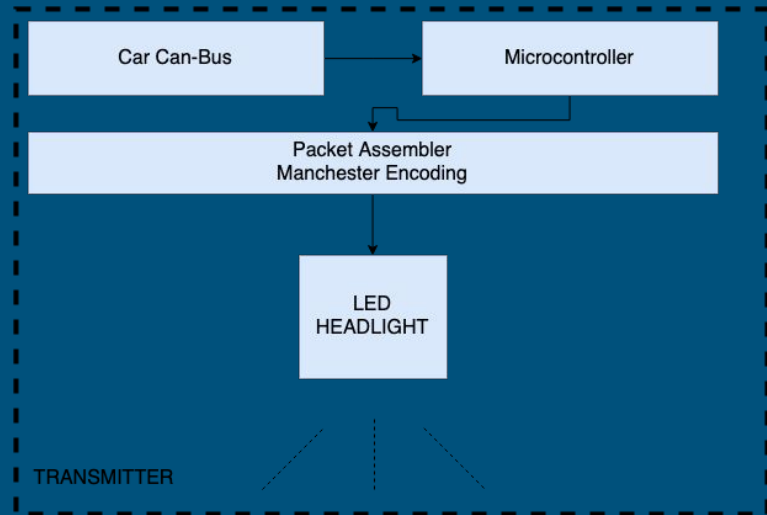 Car Can-Bus
Microcontroller
Packet Assembler
Manchester Encoding
LED
HEADLIGHT
TRANSMITTER